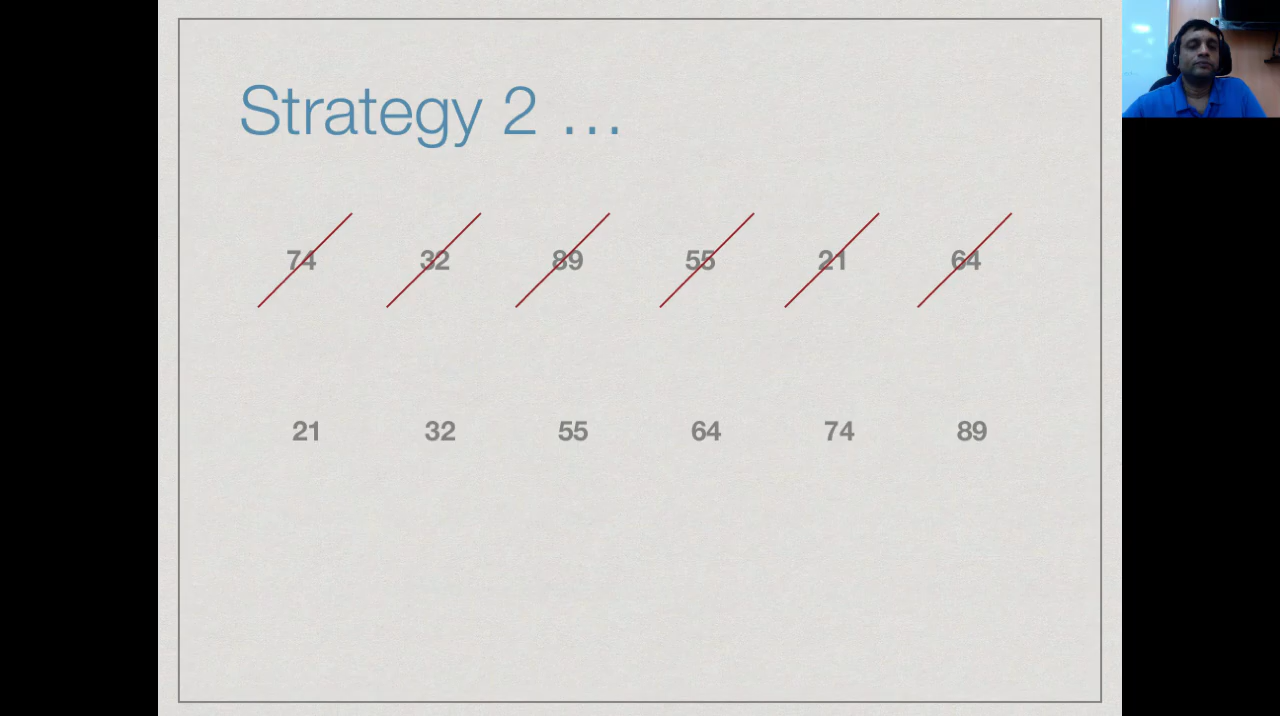 Strategy 2 …
74 32 89 55 21 64
21 32 55 64 74 89